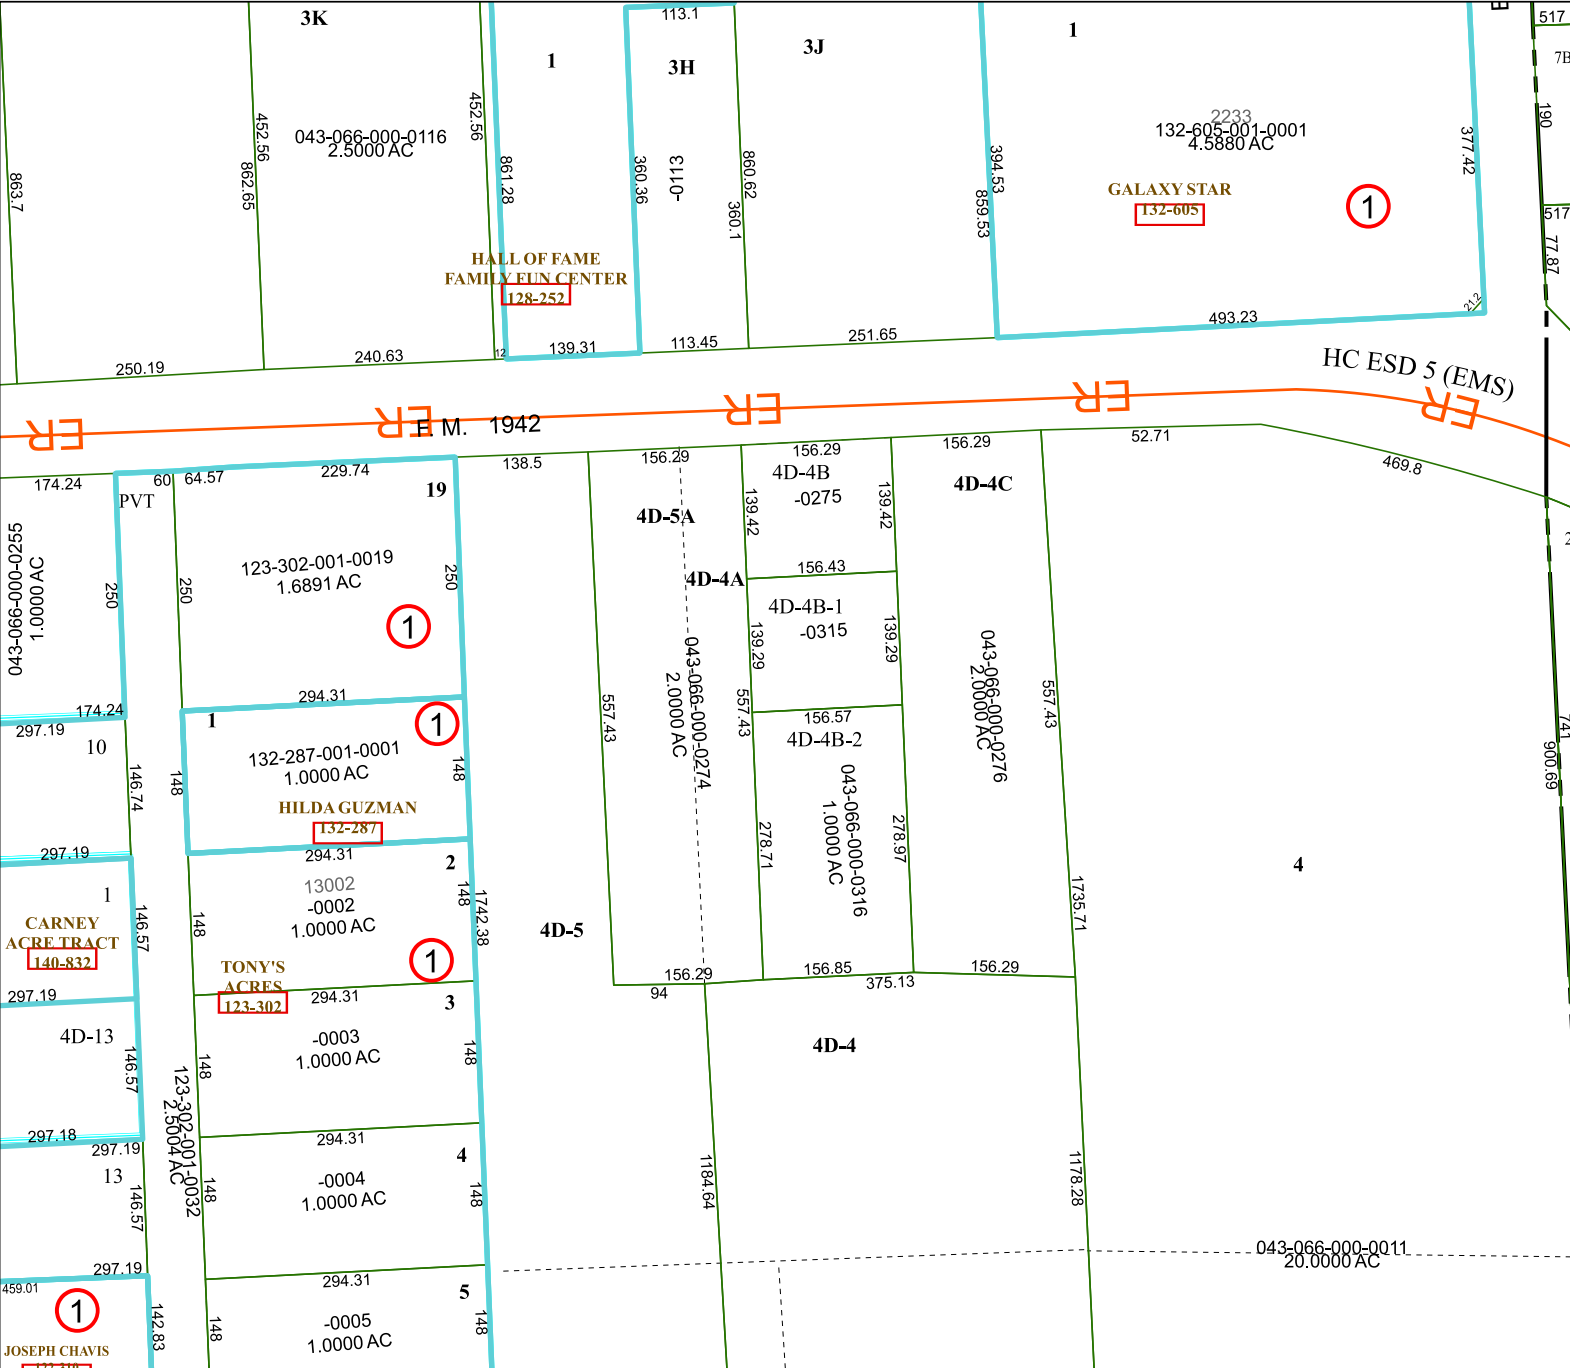 3K
113.1
1
3H
3J
1
517
7B
190
452.56
452.56
043-066-000-0116
2.5000 AC
863.7
862.65
861.28
360.36
-0113
860.62
360.1
394.53
859.53
2233
132-605-001-0001
4.5880 AC
GALAXY STAR
132-605
1
377.42
517
77.87
HALL OF FAME
FAMILY FUN CENTER
128-252
21.2
493.23
250.19
240.63
12
139.31
113.45
251.65
HC ESD 5 (EMS)
ER
ER
ER
ER
ER
F. M. 1942
174.24
60
64.57
229.74
138.5
156.29
156.29
156.29
52.71
469.8
PVT
19
4D-4B
-0275
4D-4C
4D-5A
139.42
139.42
043-066-000-0255
1.0000 AC
250
250
123-302-001-0019
1.6891 AC
250
1
4D-4A
156.43
4D-4B-1
-0315
139.29
139.29
2
043-066-000-0274
2.0000 AC
043-066-000-0276
2.0000 AC
557.43
557.43
557.43
174.24
297.19
294.31
1
1
156.57
4D-4B-2
10
146.74
148
132-287-001-0001
1.0000 AC
148
HILDA GUZMAN
132-287
043-066-000-0316
1.0000 AC
278.71
278.97
741
900.69
297.19
294.31
2
4
1
13002
-0002
1.0000 AC
148
148
1742.38
1735.71
CARNEY
ACRE TRACT
140-832
146.57
4D-5
1
TONY'S
ACRES
123-302
297.19
294.31
3
156.29
156.85
156.29
94
375.13
4D-13
146.57
-0003
1.0000 AC
148
148
4D-4
123-302-001-0032
2.5004 AC
297.18
297.19
294.31
13
146.57
4
-0004
1.0000 AC
148
148
1184.64
1178.28
043-066-000-0011
20.0000 AC
297.19
459.01
294.31
5
1
142.83
-0005
1.0000 AC
148
148
JOSEPH CHAVIS